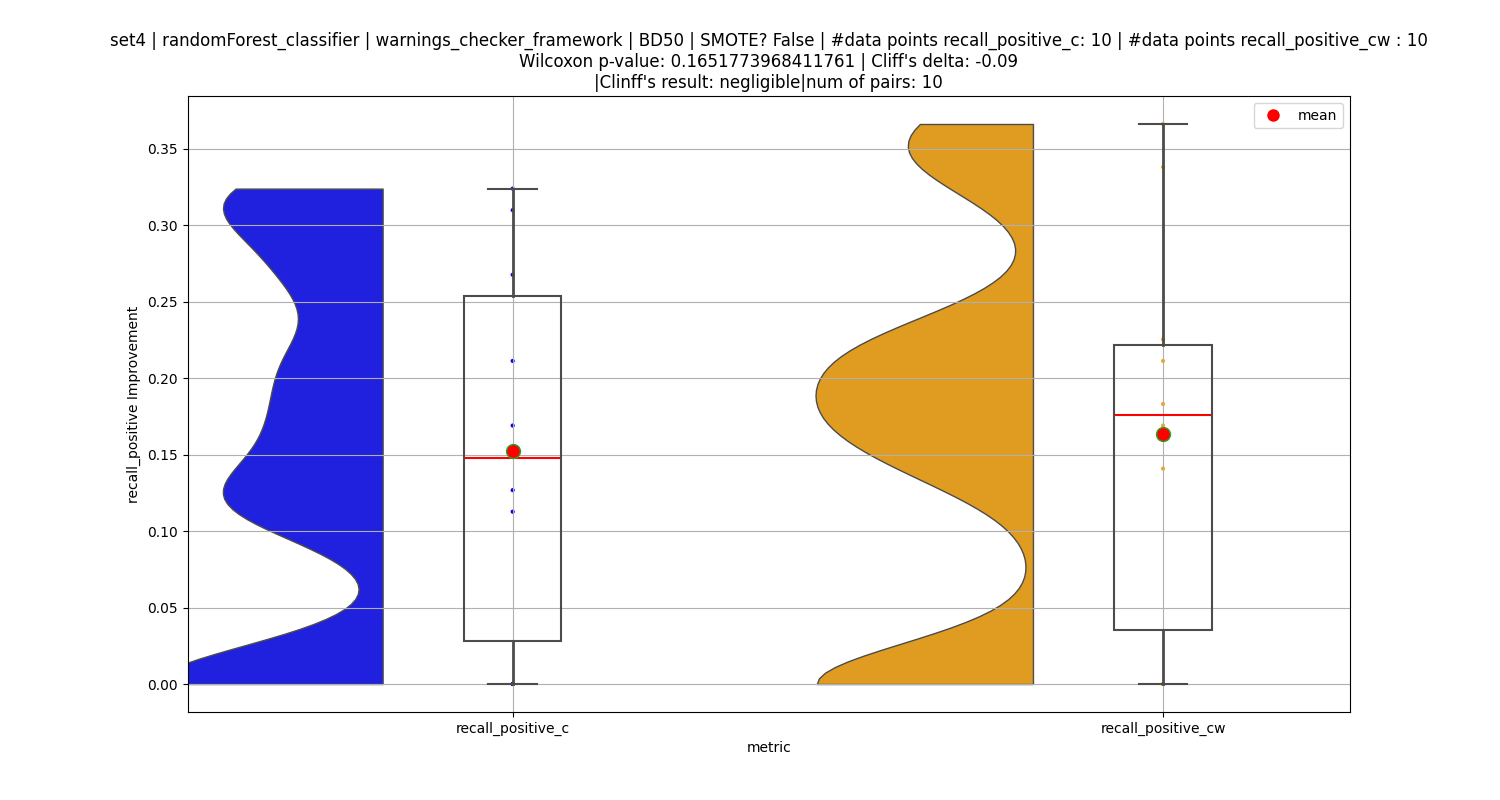 set4 | randomForest_classifier | warnings_checker_framework | BD50 | SMOTE? False | #data points recall_positive_c: 10 | #data points recall_positive_cw : 10
Wilcoxon p-value: 0.1651773968411761 | Cliff's delta: -0.09
|Clinff's result: negligible|num of pairs: 10
mean
0.35
0.30
0.25
0.20
0.15
0.10
0.05
0.00
recall_positive Improvement
recall_positive_c
recall_positive_cw
metric